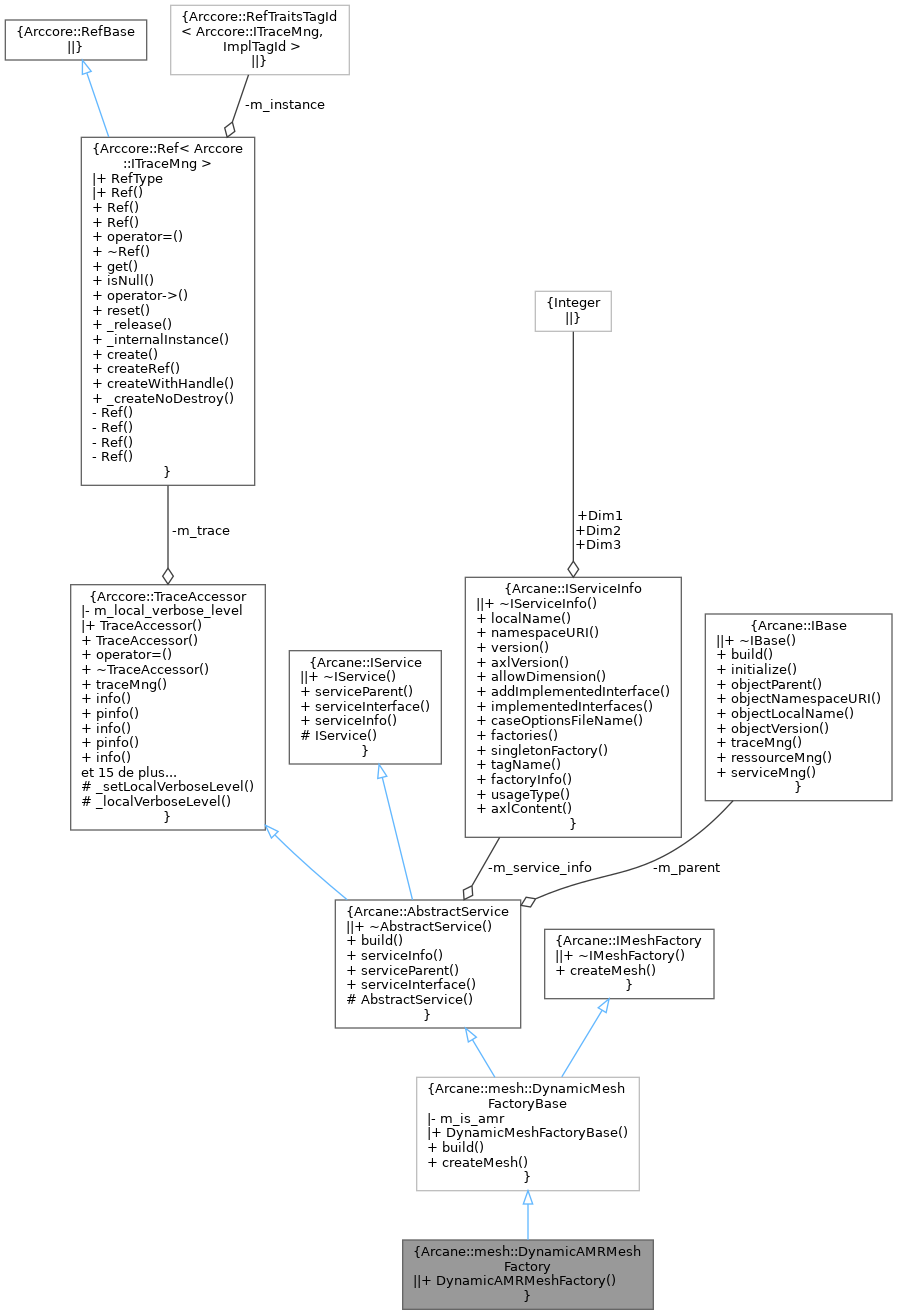 {Arccore::RefBase
||}
{Arccore::RefTraitsTagId
< Arccore::ITraceMng,
ImplTagId >
||}
-m_instance
{Arccore::Ref< Arccore
::ITraceMng >
|+ RefType
|+ Ref()
+ Ref()
+ Ref()
+ operator=()
+ ~Ref()
+ get()
+ isNull()
+ operator->()
+ reset()
+ _release()
+ _internalInstance()
+ create()
+ createRef()
+ createWithHandle()
+ _createNoDestroy()
- Ref()
- Ref()
- Ref()
- Ref()
}
{Integer
||}
-m_trace
+Dim1
+Dim2
+Dim3
{Arccore::TraceAccessor
|- m_local_verbose_level
|+ TraceAccessor()
+ TraceAccessor()
+ operator=()
+ ~TraceAccessor()
+ traceMng()
+ info()
+ pinfo()
+ info()
+ pinfo()
+ info()
et 15 de plus...
# _setLocalVerboseLevel()
# _localVerboseLevel()
}
{Arcane::IService
||+ ~IService()
+ serviceParent()
+ serviceInterface()
+ serviceInfo()
# IService()
}
{Arcane::IServiceInfo
||+ ~IServiceInfo()
+ localName()
+ namespaceURI()
+ version()
+ axlVersion()
+ allowDimension()
+ addImplementedInterface()
+ implementedInterfaces()
+ caseOptionsFileName()
+ factories()
+ singletonFactory()
+ tagName()
+ factoryInfo()
+ usageType()
+ axlContent()
}
{Arcane::IBase
||+ ~IBase()
+ build()
+ initialize()
+ objectParent()
+ objectNamespaceURI()
+ objectLocalName()
+ objectVersion()
+ traceMng()
+ ressourceMng()
+ serviceMng()
}
-m_service_info
-m_parent
{Arcane::AbstractService
||+ ~AbstractService()
+ build()
+ serviceInfo()
+ serviceParent()
+ serviceInterface()
# AbstractService()
}
{Arcane::IMeshFactory
||+ ~IMeshFactory()
+ createMesh()
}
{Arcane::mesh::DynamicMesh
FactoryBase
|- m_is_amr
|+ DynamicMeshFactoryBase()
+ build()
+ createMesh()
}
{Arcane::mesh::DynamicAMRMesh
Factory
||+ DynamicAMRMeshFactory()
}